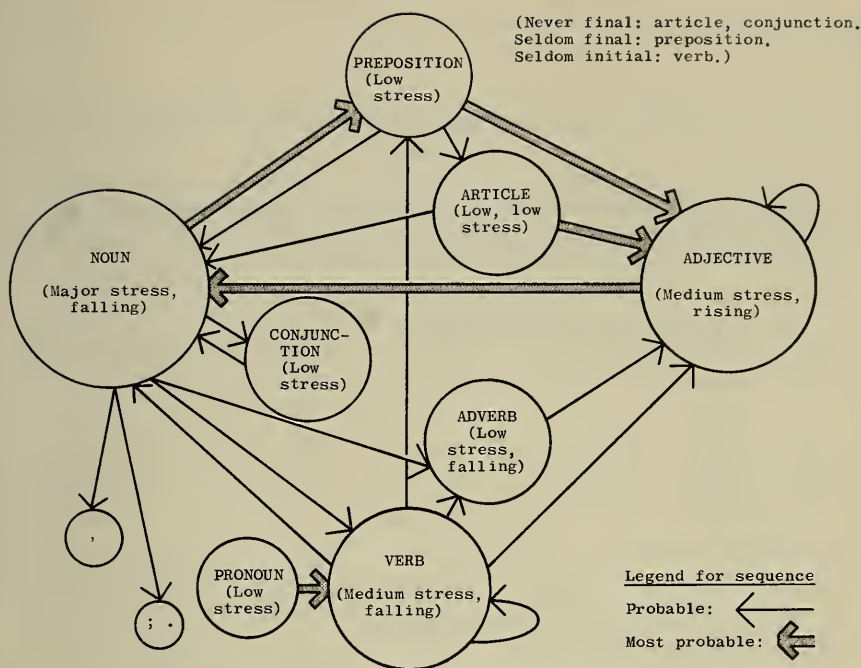 (Never final: article, conjunction.
Seldom final: preposition.
Seldom initial: verb.)
PREPOSITION
(Low
stress)
ARTICLE
(Low, low
stress)
NOUN
(Major stress,
falling)
ADJECTIVE
(Medium stress,
rising)
CONJUNC-
TION
(Low
stress)
ADVERB
(Low
stress,
falling)
,
PRONOUN
(Low
stress)
VERB
(Medium stress,
falling)
; .
Legend for sequence
Probable:
Most probable: